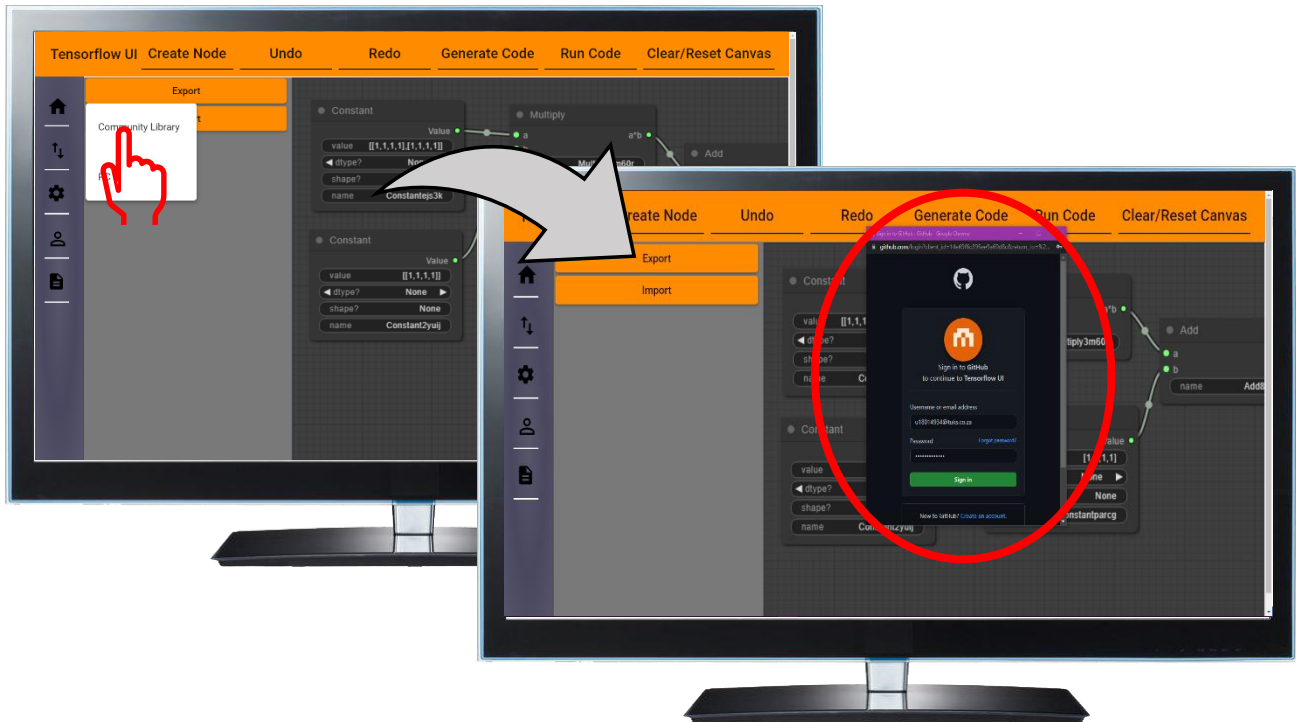 Tensorflow UI Create Node Undo Redo Generate Code Run Code Clear/Reset Canvas
Export
Community Library
PC
Constant
Value
value [[1,1,1,1],[1,1,1,1]]
dtype?
shape?
name Constantejs3k
Multiply
a a*b
Add
Constant
Value
value [[1,1,1,1]]
dtype? None
shape? None
name Constant2yuij
Create Node Undo Redo Generate Code Run Code Clear/Reset Canvas
Export
Import
Constant
dtype?
a*b
Add
a
b
name Add8
Constant
value
dtype?
shape?
name
None
None
Sign in to GitHub
to continue to Tensorflow UI
Username or email address
Password Forgot password?
Sign in
New to GitHub? Create an account.